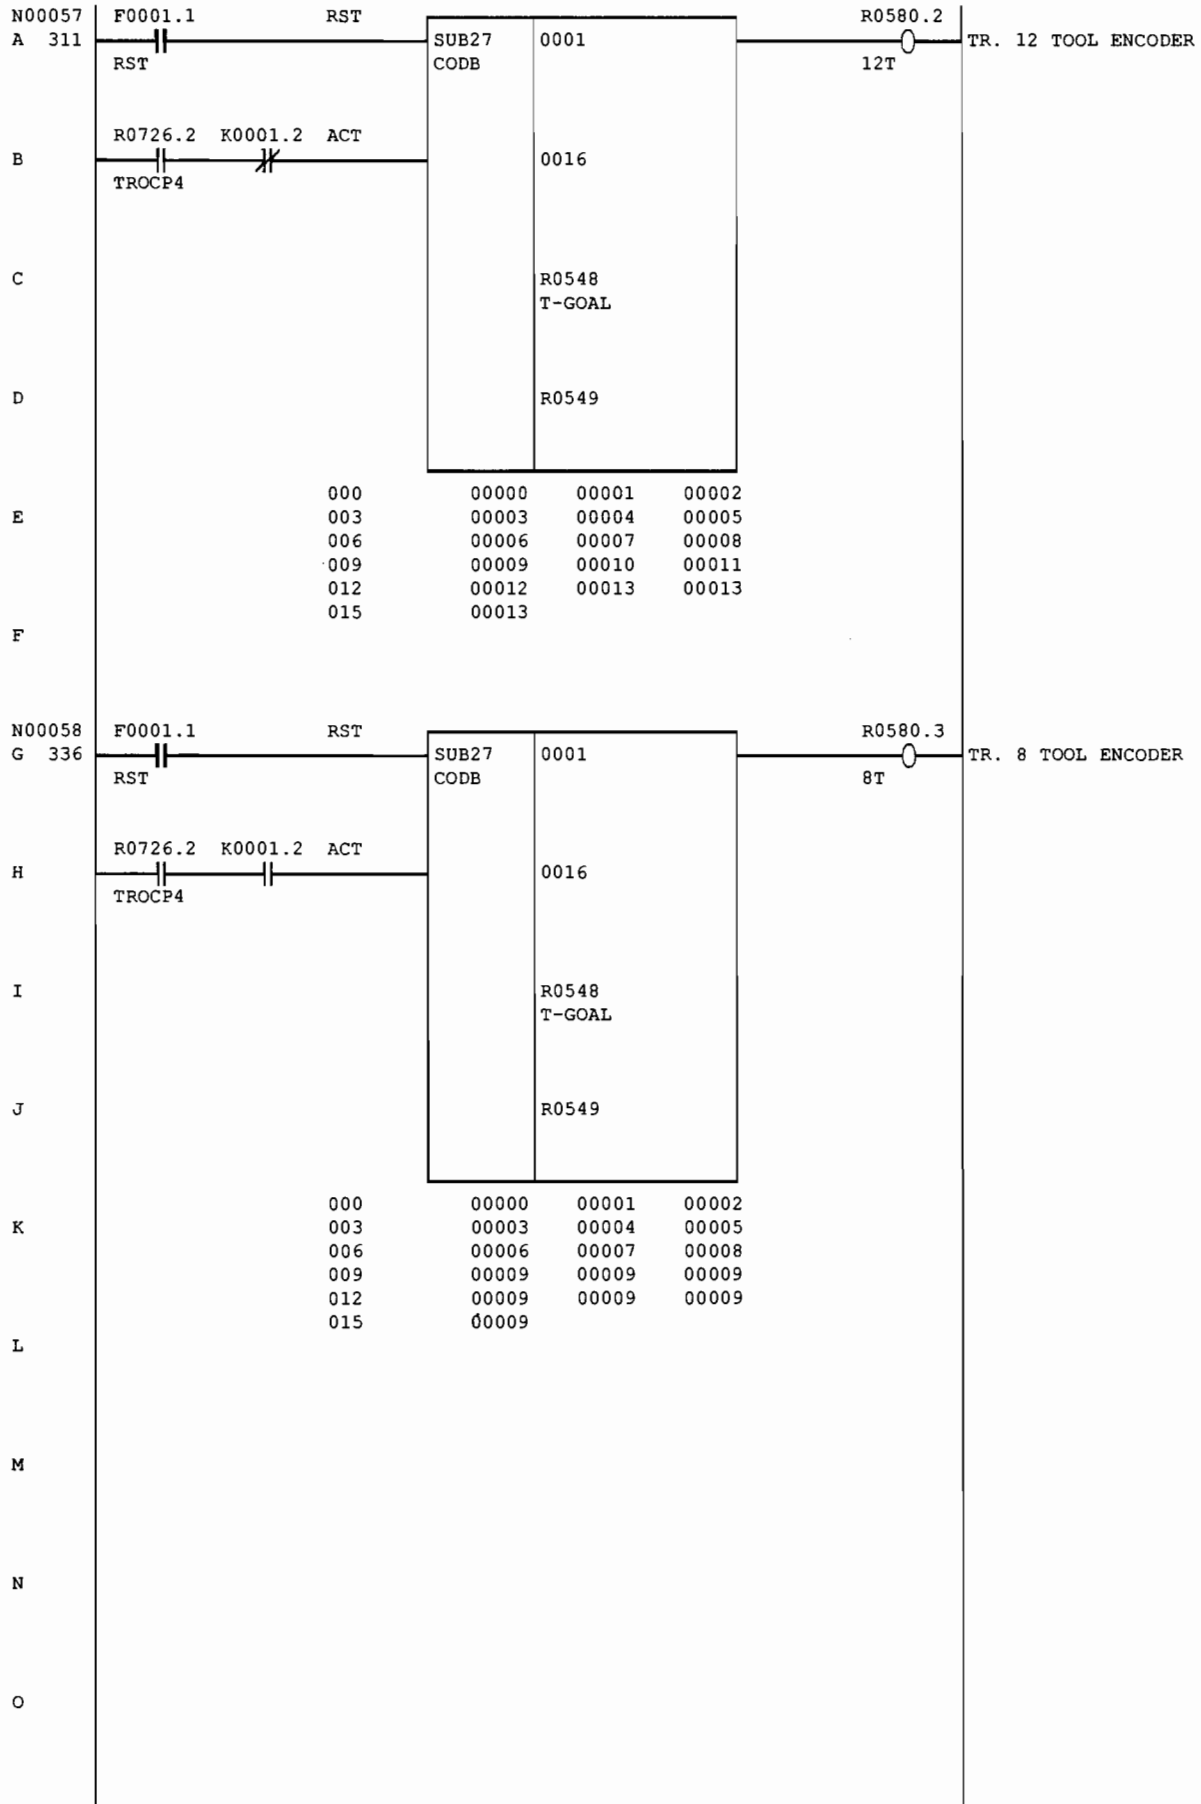 N00057 F0001.1 RST R0580.2
A 311 SUB27 0001 TR. 12 TOOL ENCODER
RST CODB 12T
R0726.2 K0001.2 ACT
B 0016
TROCP4
C R0548
T-GOAL
D R0549
000 00000 00001 00002
E 003 00003 00004 00005
006 00006 00007 00008
009 00009 00010 00011
012 00012 00013 00013
015 00013
F
N00058 F0001.1 RST R0580.3
G 336 SUB27 0001 TR. 8 TOOL ENCODER
RST CODB 8T
R0726.2 K0001.2 ACT
H 0016
TROCP4
I R0548
T-GOAL
J R0549
000 00000 00001 00002
K 003 00003 00004 00005
006 00006 00007 00008
009 00009 00009 00009
012 00009 00009 00009
015 00009
L
M
N
O